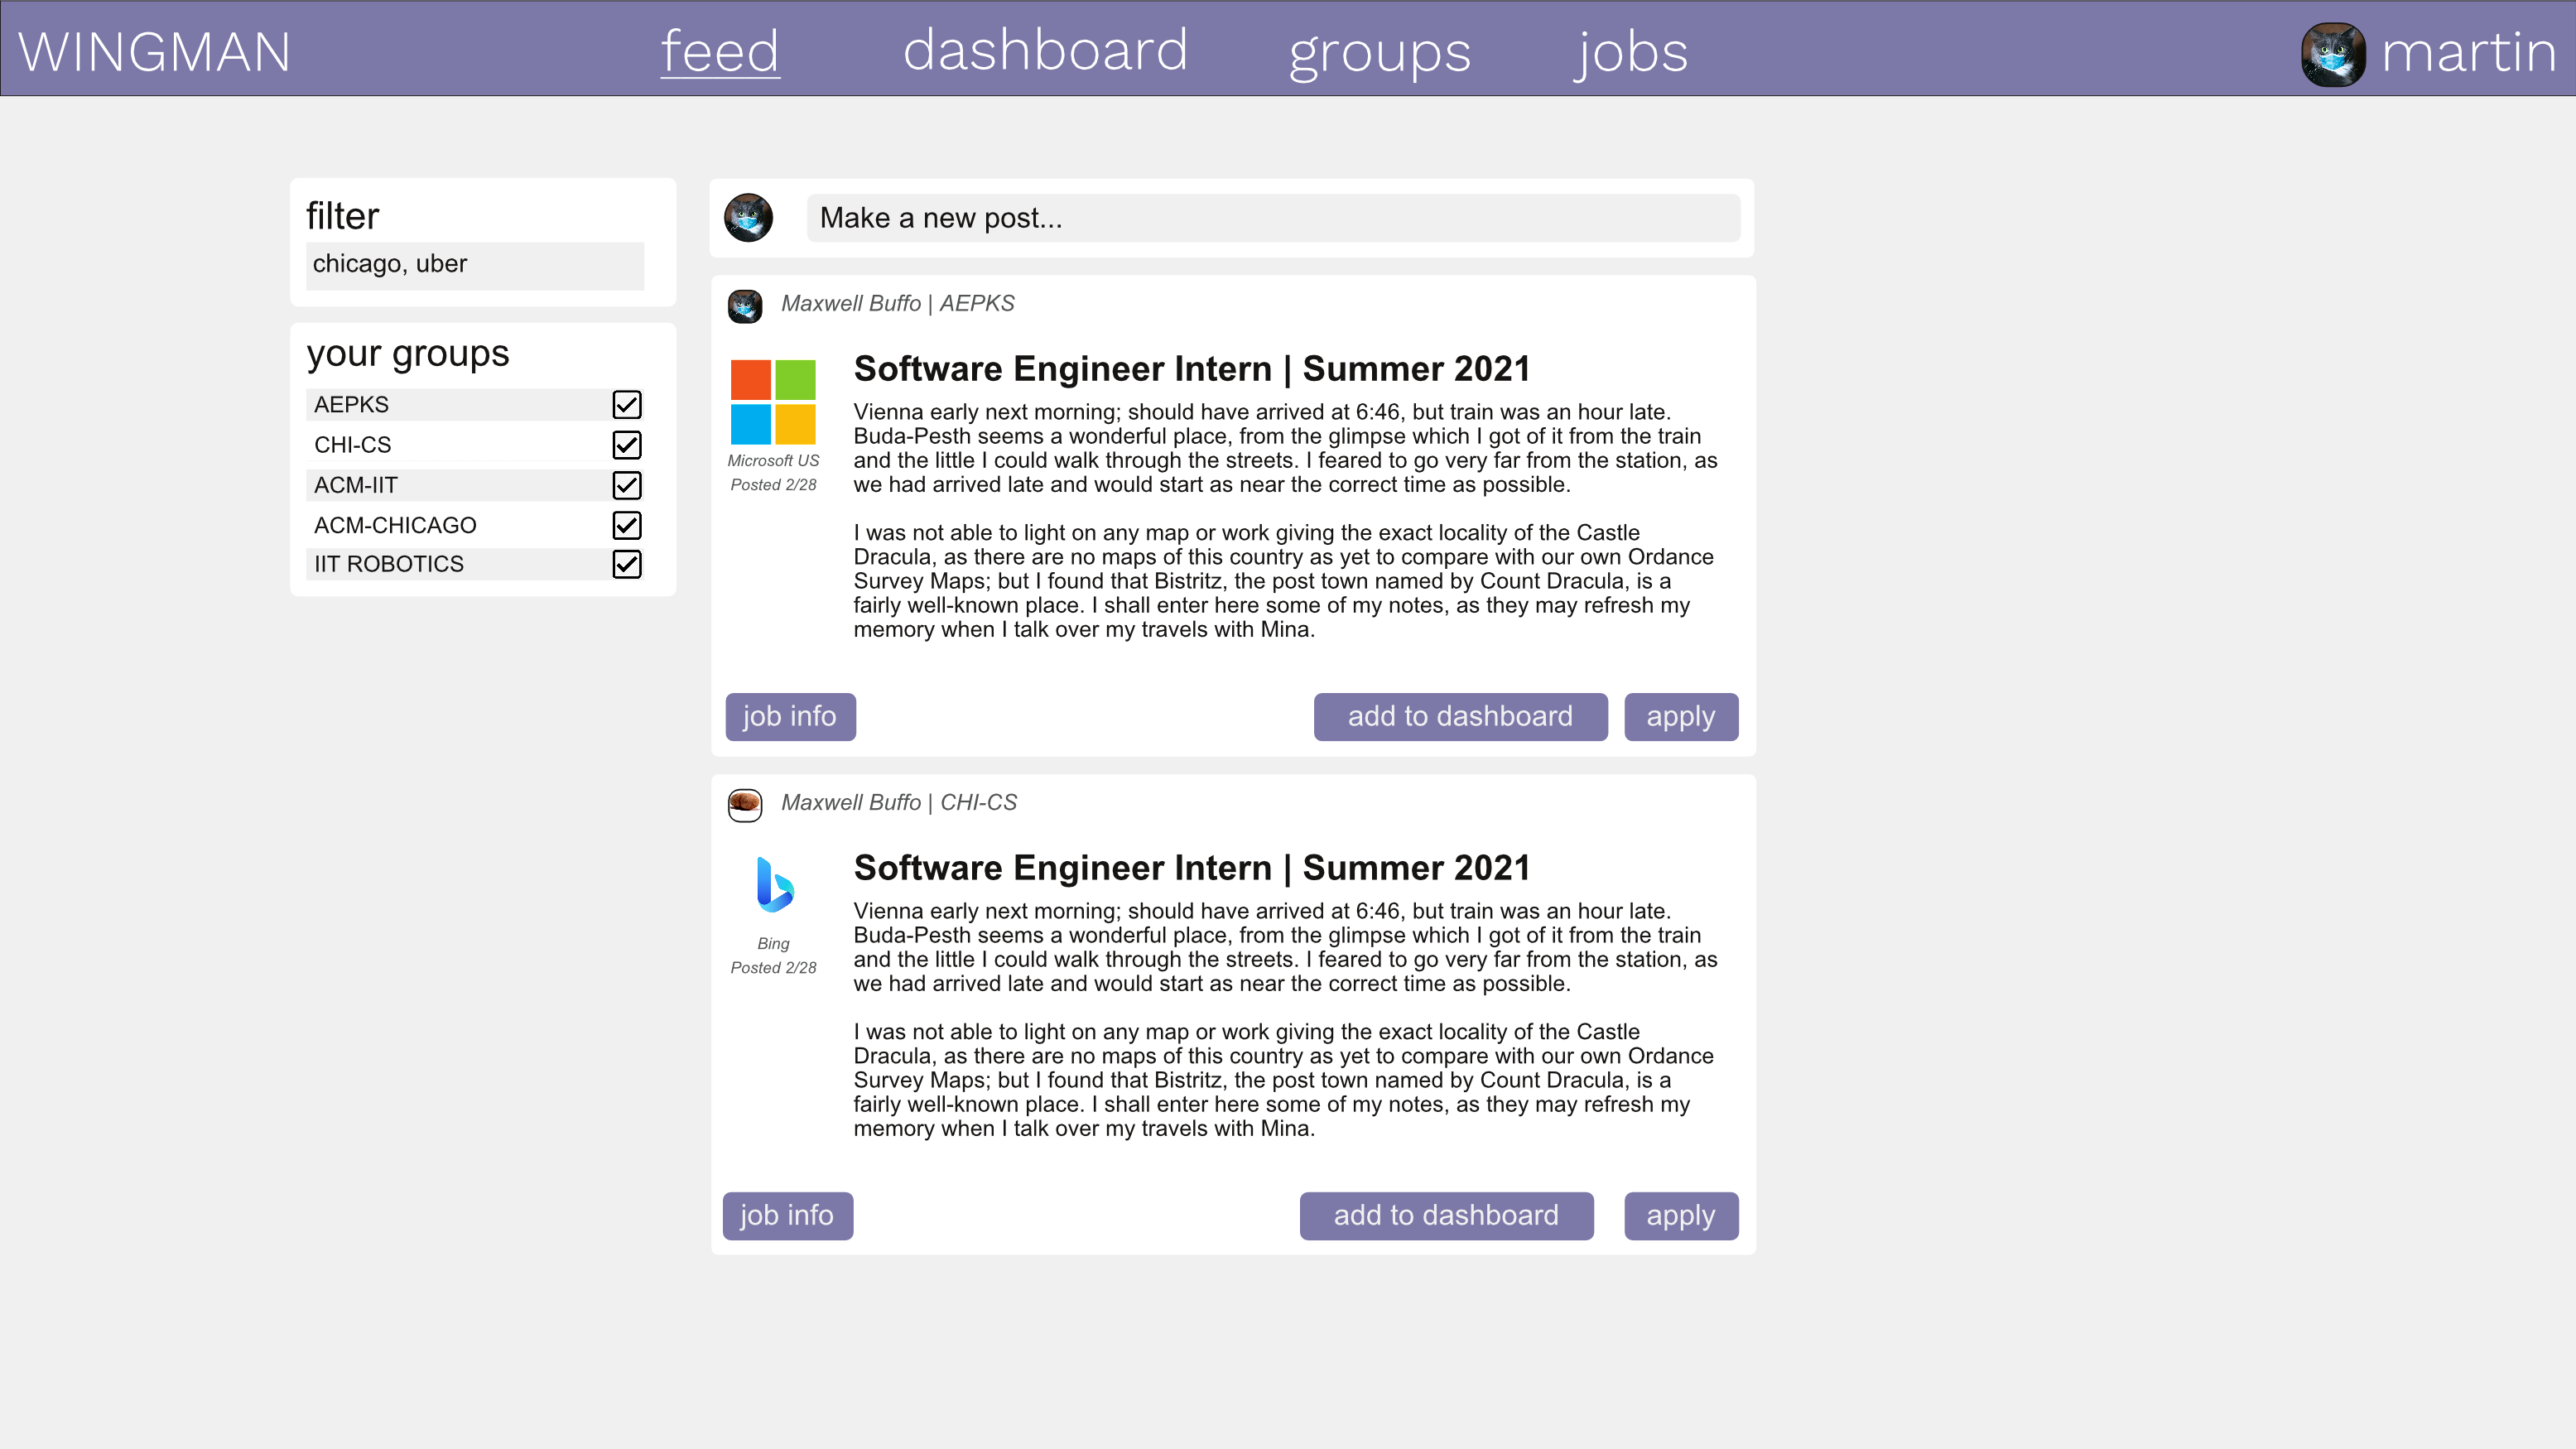 WINGMAN feed dashboard groups jobs martin
filter
chicago, uber
your groups
AEPKS
CHI-CS
ACM-IIT
ACM-CHICAGO
IIT ROBOTICS
Make a new post...
Maxwell Buffo | AEPKS
Microsoft US
Posted 2/28
Software Engineer Intern | Summer 2021
Vienna early next morning; should have arrived at 6:46, but train was an hour late.
Buda-Pesth seems a wonderful place, from the glimpse which I got of it from the train
and the little I could walk through the streets. I feared to go very far from the station, as
we had arrived late and would start as near the correct time as possible.
I was not able to light on any map or work giving the exact locality of the Castle
Dracula, as there are no maps of this country as yet to compare with our own Ordance
Survey Maps; but I found that Bistritz, the post town named by Count Dracula, is a
fairly well-known place. I shall enter here some of my notes, as they may refresh my
memory when I talk over my travels with Mina.
job info add to dashboard apply
Maxwell Buffo | CHI-CS
Bing
Posted 2/28
Software Engineer Intern | Summer 2021
Vienna early next morning; should have arrived at 6:46, but train was an hour late.
Buda-Pesth seems a wonderful place, from the glimpse which I got of it from the train
and the little I could walk through the streets. I feared to go very far from the station, as
we had arrived late and would start as near the correct time as possible.
I was not able to light on any map or work giving the exact locality of the Castle
Dracula, as there are no maps of this country as yet to compare with our own Ordance
Survey Maps; but I found that Bistritz, the post town named by Count Dracula, is a
fairly well-known place. I shall enter here some of my notes, as they may refresh my
memory when I talk over my travels with Mina.
job info add to dashboard apply